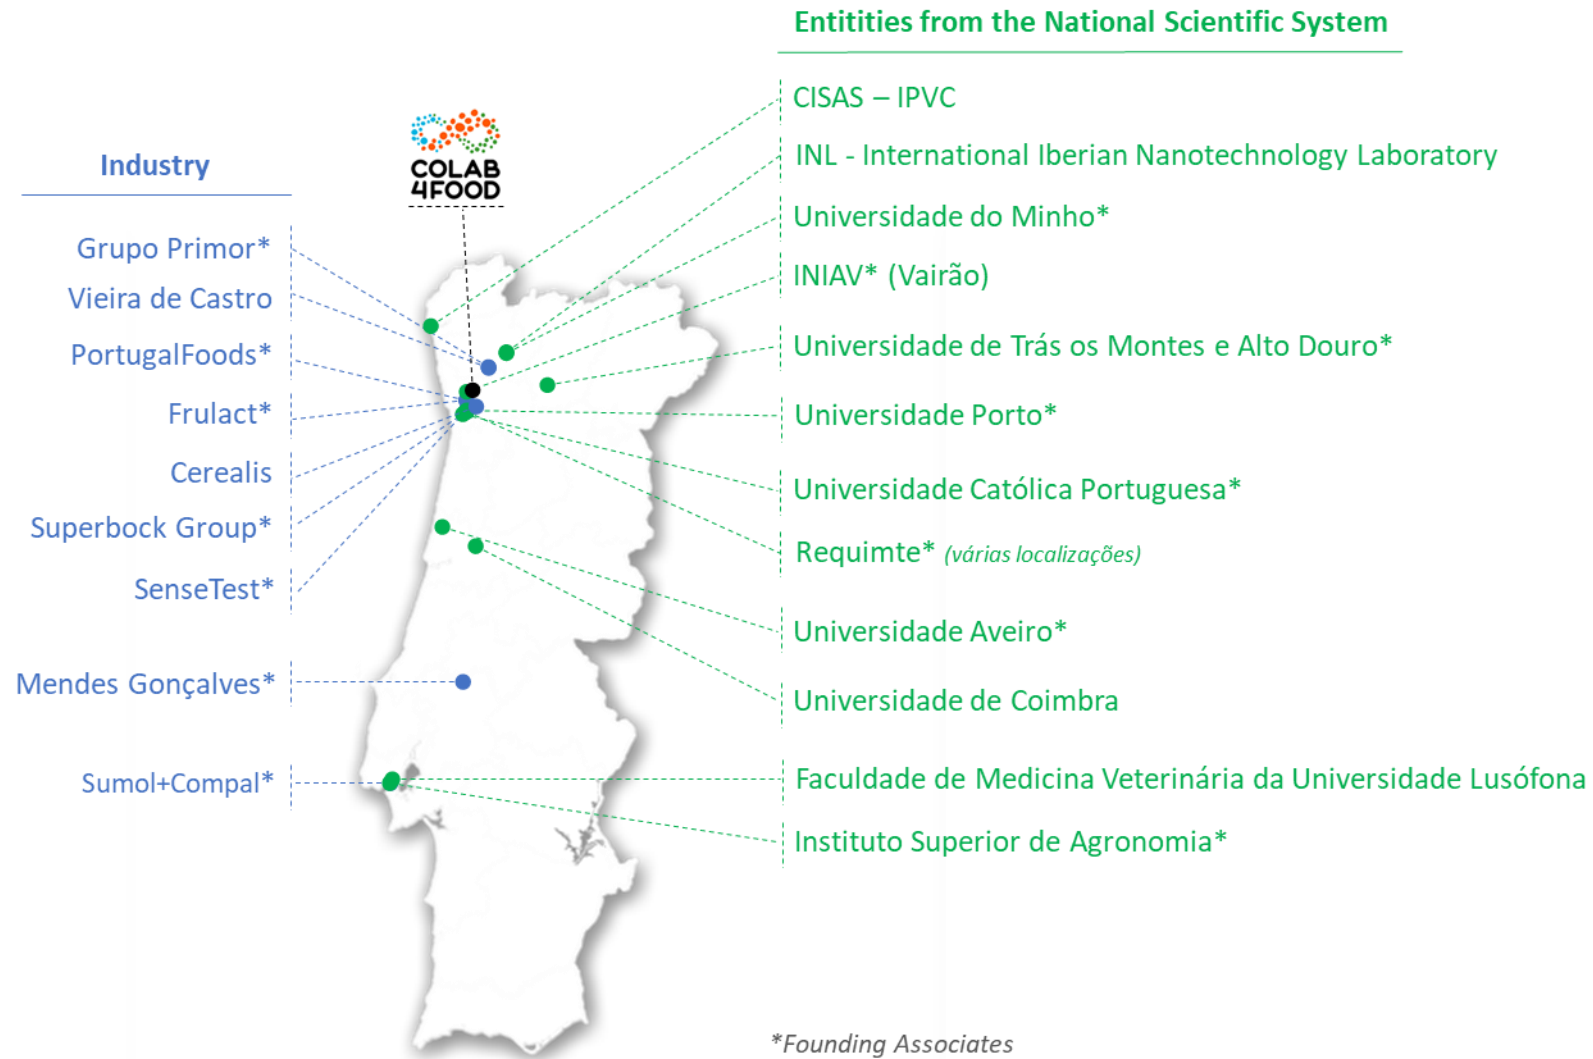 Entitities from the National Scientific System
CISAS – IPVC
INL - International Iberian Nanotechnology Laboratory
Universidade do Minho*
INIAV* (Vairão)
Universidade de Trás os Montes e Alto Douro*
Universidade Porto*
Universidade Católica Portuguesa*
Requimte* (várias localizações)
Universidade Aveiro*
Universidade de Coimbra
Faculdade de Medicina Veterinária da Universidade Lusófona
Instituto Superior de Agronomia*
COLAB
4FOOD
Industry
Grupo Primor*
Vieira de Castro
PortugalFoods*
Frulact*
Cerealis
Superbock Group*
SenseTest*
Mendes Gonçalves*
Sumol+Compal*
*Founding Associates